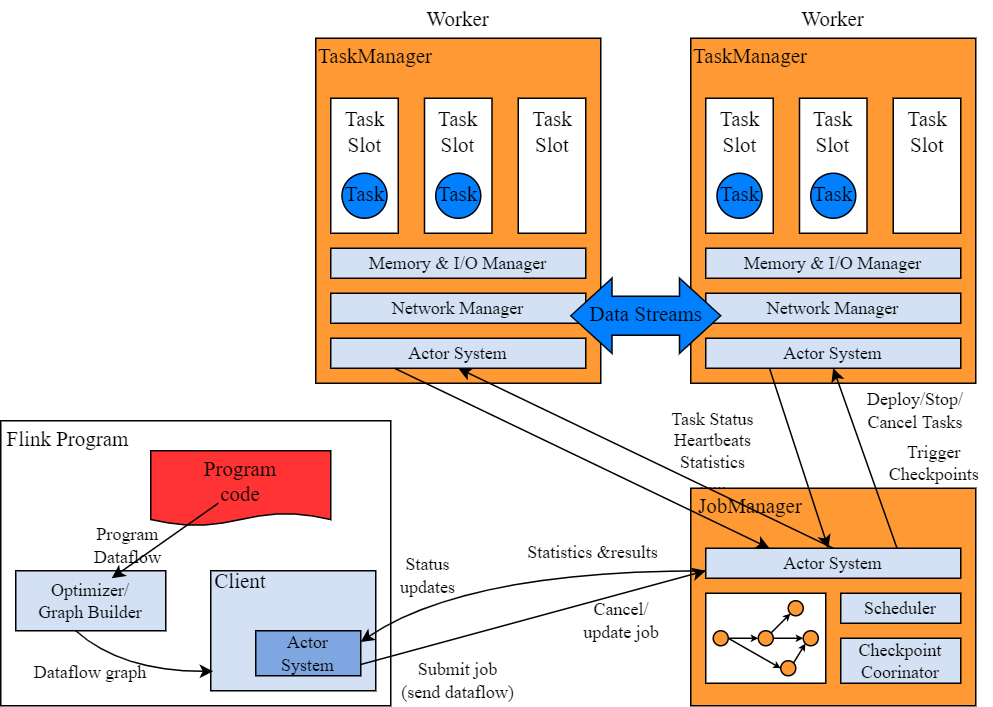 Worker
Worker
TaskManager
Task
Slot
Task
Task
Slot
Task
Task
Slot
Memory & I/O Manager
Network Manager
Actor System
TaskManager
Task
Slot
Task
Task
Slot
Task
Task
Slot
Memory & I/O Manager
Network Manager
Actor System
Data Streams
Deploy/Stop/
Cancel Tasks
Trigger
Checkpoints
Task Status
Heartbeats
Statistics
...
Flink Program
Program
code
Program
Dataflow
Optimizer/
Graph Builder
Dataflow graph
Client
Actor
System
Status
updates
Statistics &results
Cancel/
update job
Submit job
(send dataflow)
JobManager
Actor System
Scheduler
Checkpoint
Coorinator